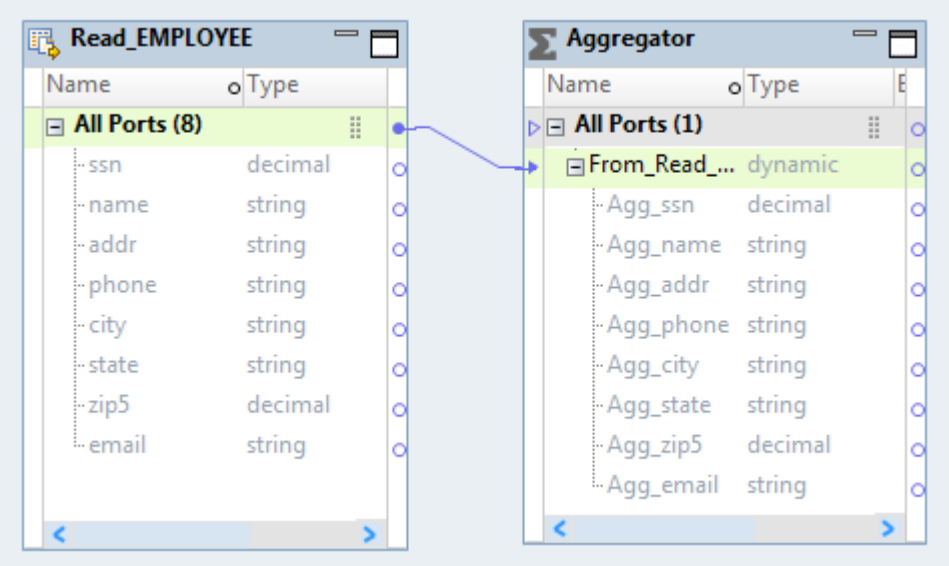 Read_EMPLOYEE
Name Type
All Ports (8)
ssn decimal
name string
addr string
phone string
city string
state string
zip5 decimal
email string
Aggregator
Name Type E
All Ports (1)
From_Read_... dynamic
Agg_ssn decimal
Agg_name string
Agg_addr string
Agg_phone string
Agg_city string
Agg_state string
Agg_zip5 decimal
Agg_email string